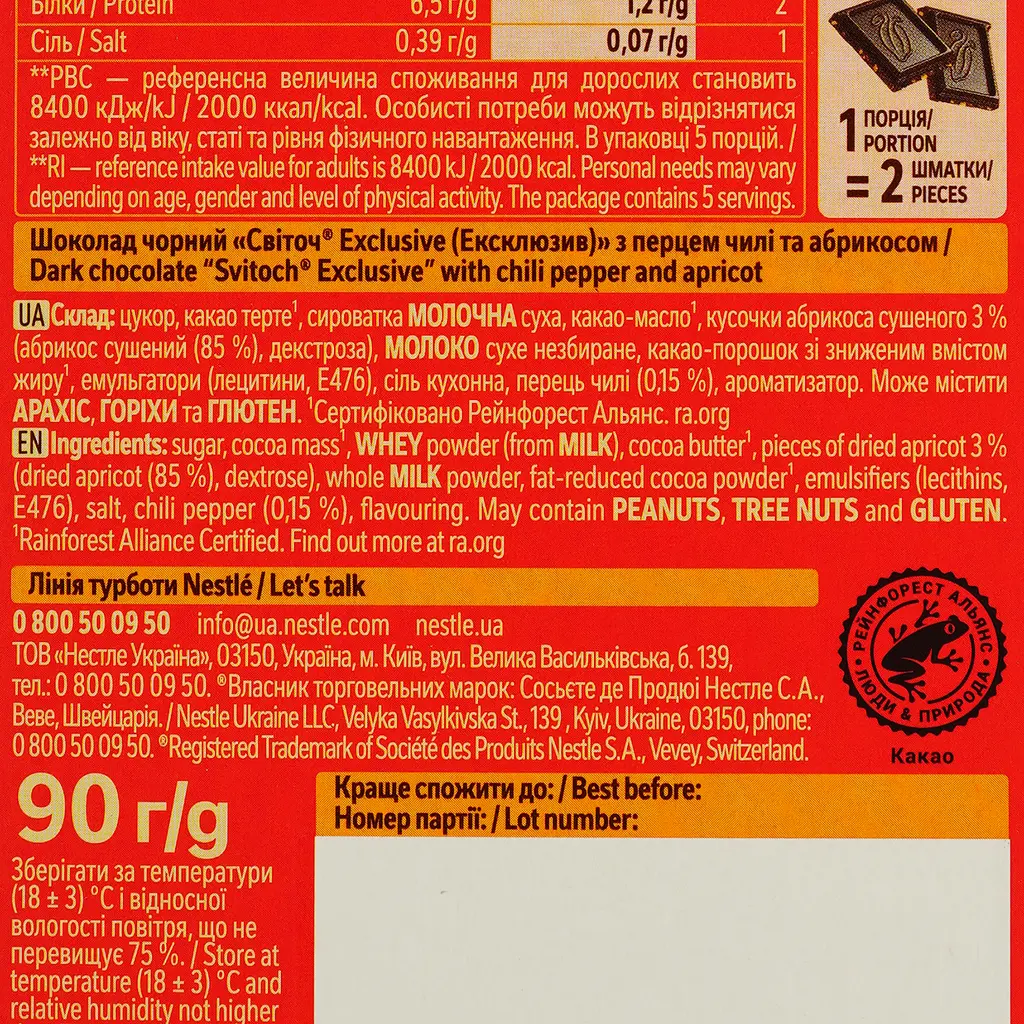 Білки / Protein 6,5 г/g 1,2 г/g 2
Сіль / Salt 0,39 г/g 0,07 г/g 1
**РВС — референсна величина споживання для дорослих становить
8400 кДж/kJ / 2000 ккал/kcal. Особисті потреби можуть відрізнятися
залежно від віку, статі та рівня фізичного навантаження. В упаковці 5 порцій. /
**RI — reference intake value for adults is 8400 kJ / 2000 kcal. Personal needs may vary
depending on age, gender and level of physical activity. The package contains 5 servings.
1 ПОРЦІЯ/
PORTION
= 2 ШМАТКИ/
PIECES
Шоколад чорний «Світоч® Exclusive (Ексклюзив)» з перцем чилі та абрикосом /
Dark chocolate “Svitoch® Exclusive” with chili pepper and apricot
UA Склад: цукор, какао терте¹, сироватка МОЛОЧНА суха, какао-масло¹, кусочки абрикоса сушеного 3 %
(абрикос сушений (85 %), декстроза), МОЛОКО сухе незбиране, какао-порошок зі зниженим вмістом
жиру¹, емульгатори (лецитини, E476), сіль кухонна, перець чилі (0,15 %), ароматизатор. Може містити
АРАХІС, ГОРІХИ та ГЛЮТЕН. ¹Сертифіковано Рейнфорест Альянс. ra.org
EN Ingredients: sugar, cocoa mass¹, WHEY powder (from MILK), cocoa butter¹, pieces of dried apricot 3 %
(dried apricot (85 %), dextrose), whole MILK powder, fat-reduced cocoa powder¹, emulsifiers (lecithins,
E476), salt, chili pepper (0,15 %), flavouring. May contain PEANUTS, TREE NUTS and GLUTEN.
¹Rainforest Alliance Certified. Find out more at ra.org
Лінія турботи Nestlé / Let’s talk
0 800 50 09 50 info@ua.nestle.com nestle.ua
ТОВ «Нестле Україна», 03150, Україна, м. Київ, вул. Велика Васильківська, б. 139,
тел.: 0 800 50 09 50. ®Власник торговельних марок: Сосьєте де Продюі Нестле С.А.,
Веве, Швейцарія. / Nestle Ukraine LLC, Velyka Vasylkivska St., 139 , Kyiv, Ukraine, 03150, phone:
0 800 50 09 50. ®Registered Trademark of Société des Produits Nestle S.A., Vevey, Switzerland.
РЕЙНФОРЕСТ АЛЬЯНС
• ЛЮДИ & ПРИРОДА •
Какао
90 г/g
Краще спожити до: / Best before:
Номер партії: / Lot number:
Зберігати за температури
(18 ± 3) °C і відносної
вологості повітря, що не
перевищує 75 %. / Store at
temperature (18 ± 3) °C and
relative humidity not higher